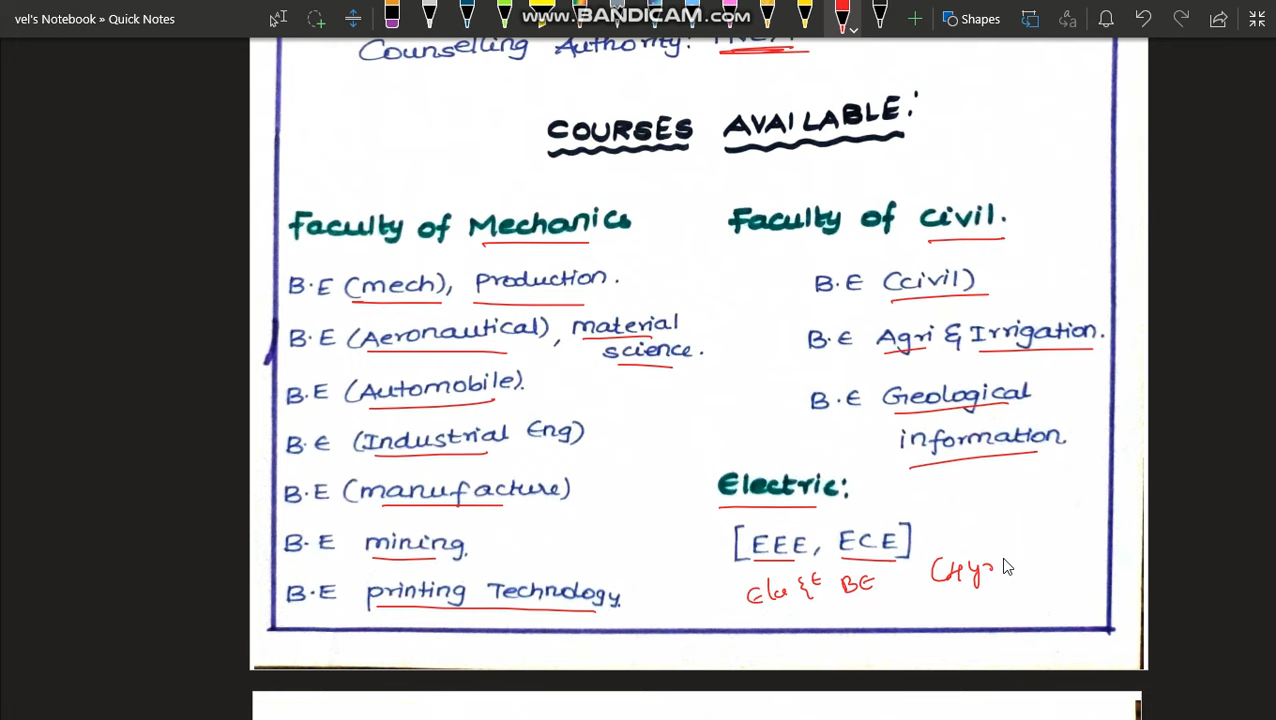 vel's Notebook » Quick Notes
www.BANDICAM.com
Shapes
Counselling Authority:
COURSES AVAILABLE:
Faculty of Mechanics
B.E (mech), production.
B.E (Aeronautical), material
science.
B.E (Automobile).
B.E (Industrial Eng)
B.E (manufacture)
B.E mining.
B.E printing Technology.
Faculty of civil.
B.E (civil)
B.E Agri & Irrigation.
B.E Geological
information.
Electric:
[EEE, ECE]
BE